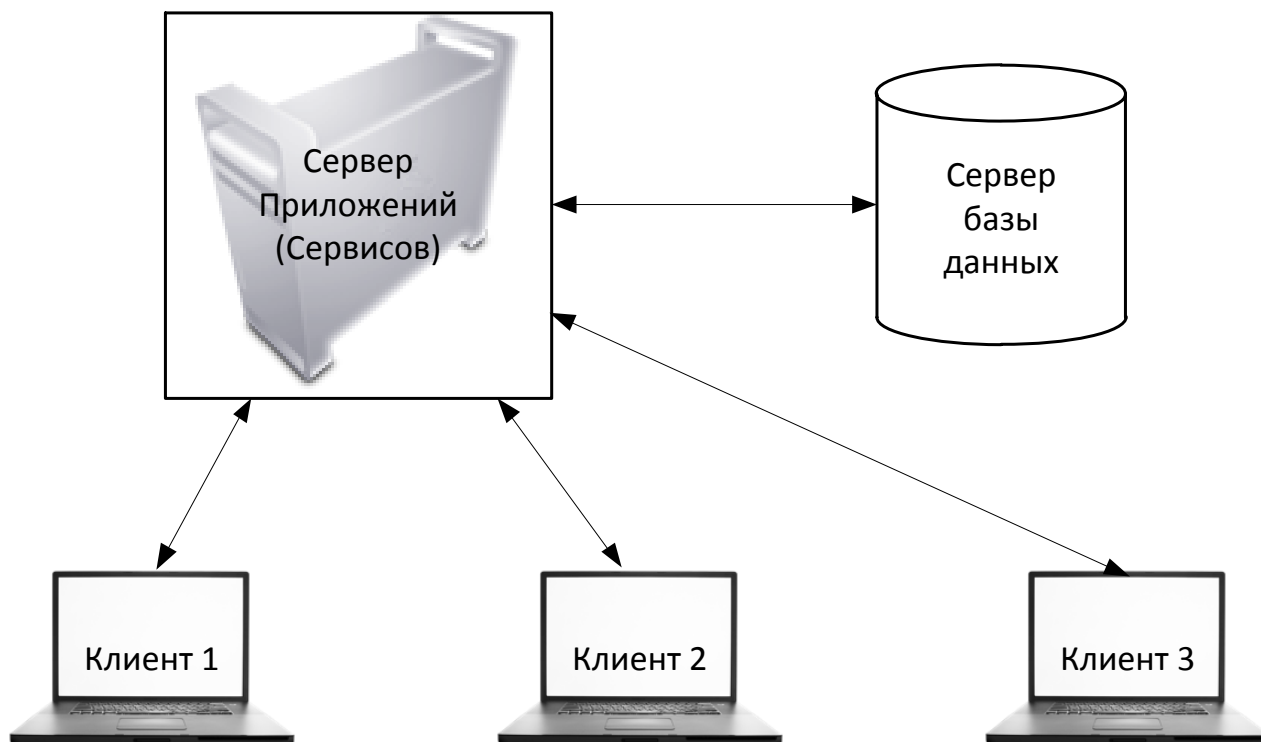 Сервер
Приложений
(Сервисов)
Сервер
базы
данных
Клиент 1
Клиент 2
Клиент 3